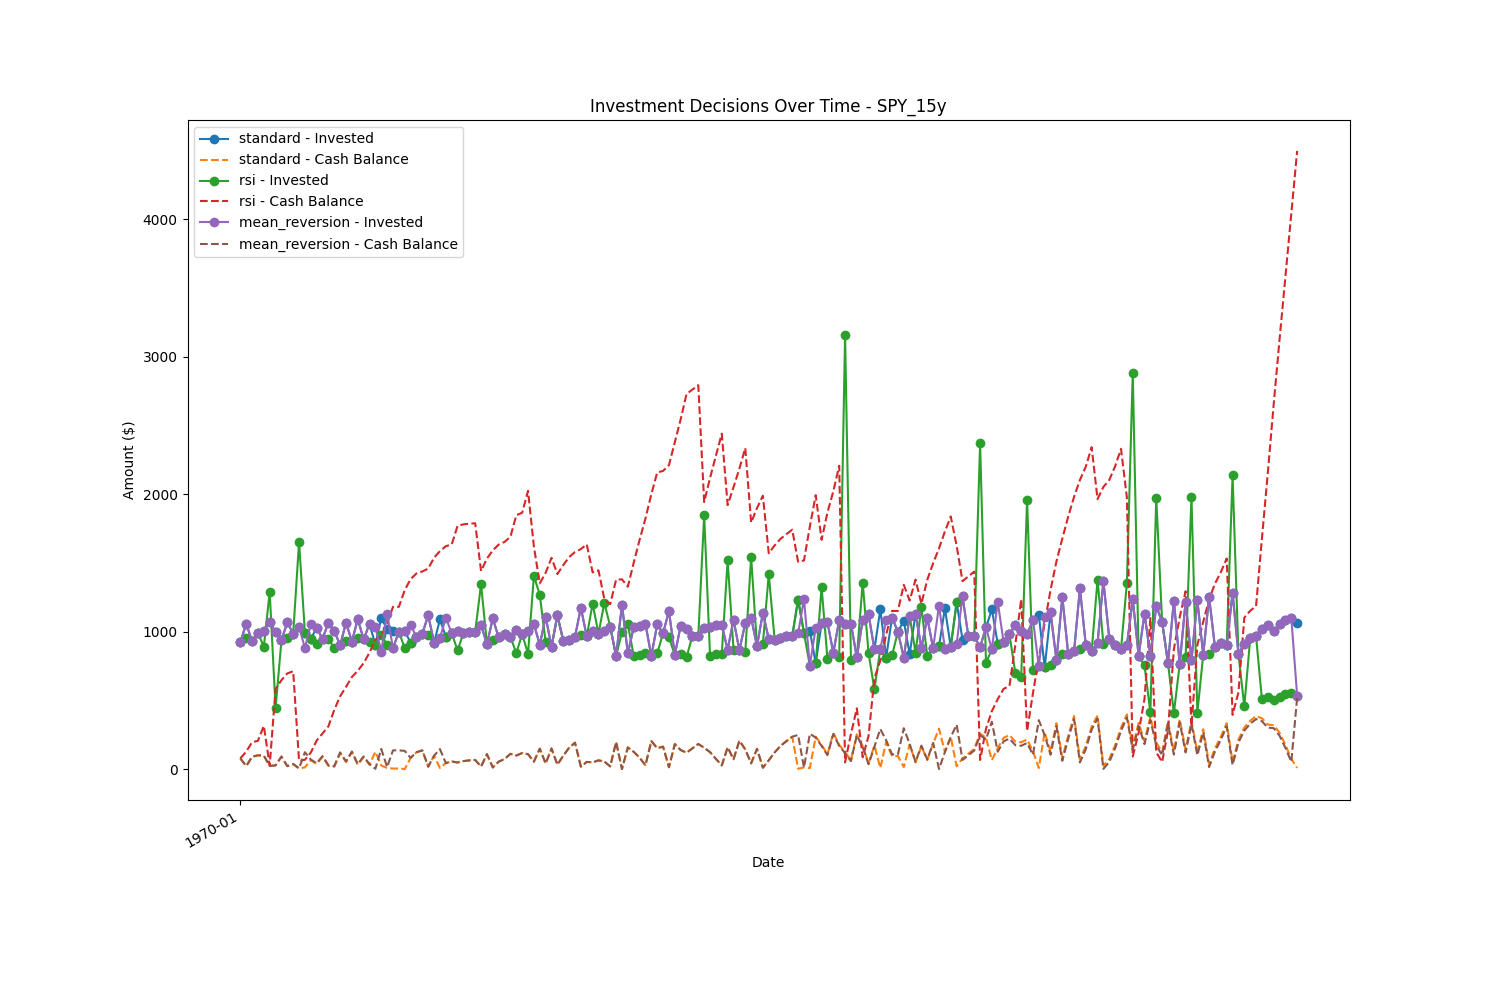 Investment Decisions Over Time - SPY_15y
standard - Invested
standard - Cash Balance
rsi - Invested
rsi - Cash Balance
mean_reversion - Invested
mean_reversion - Cash Balance
Amount ($)
4000
3000
2000
1000
0
1970-01
Date